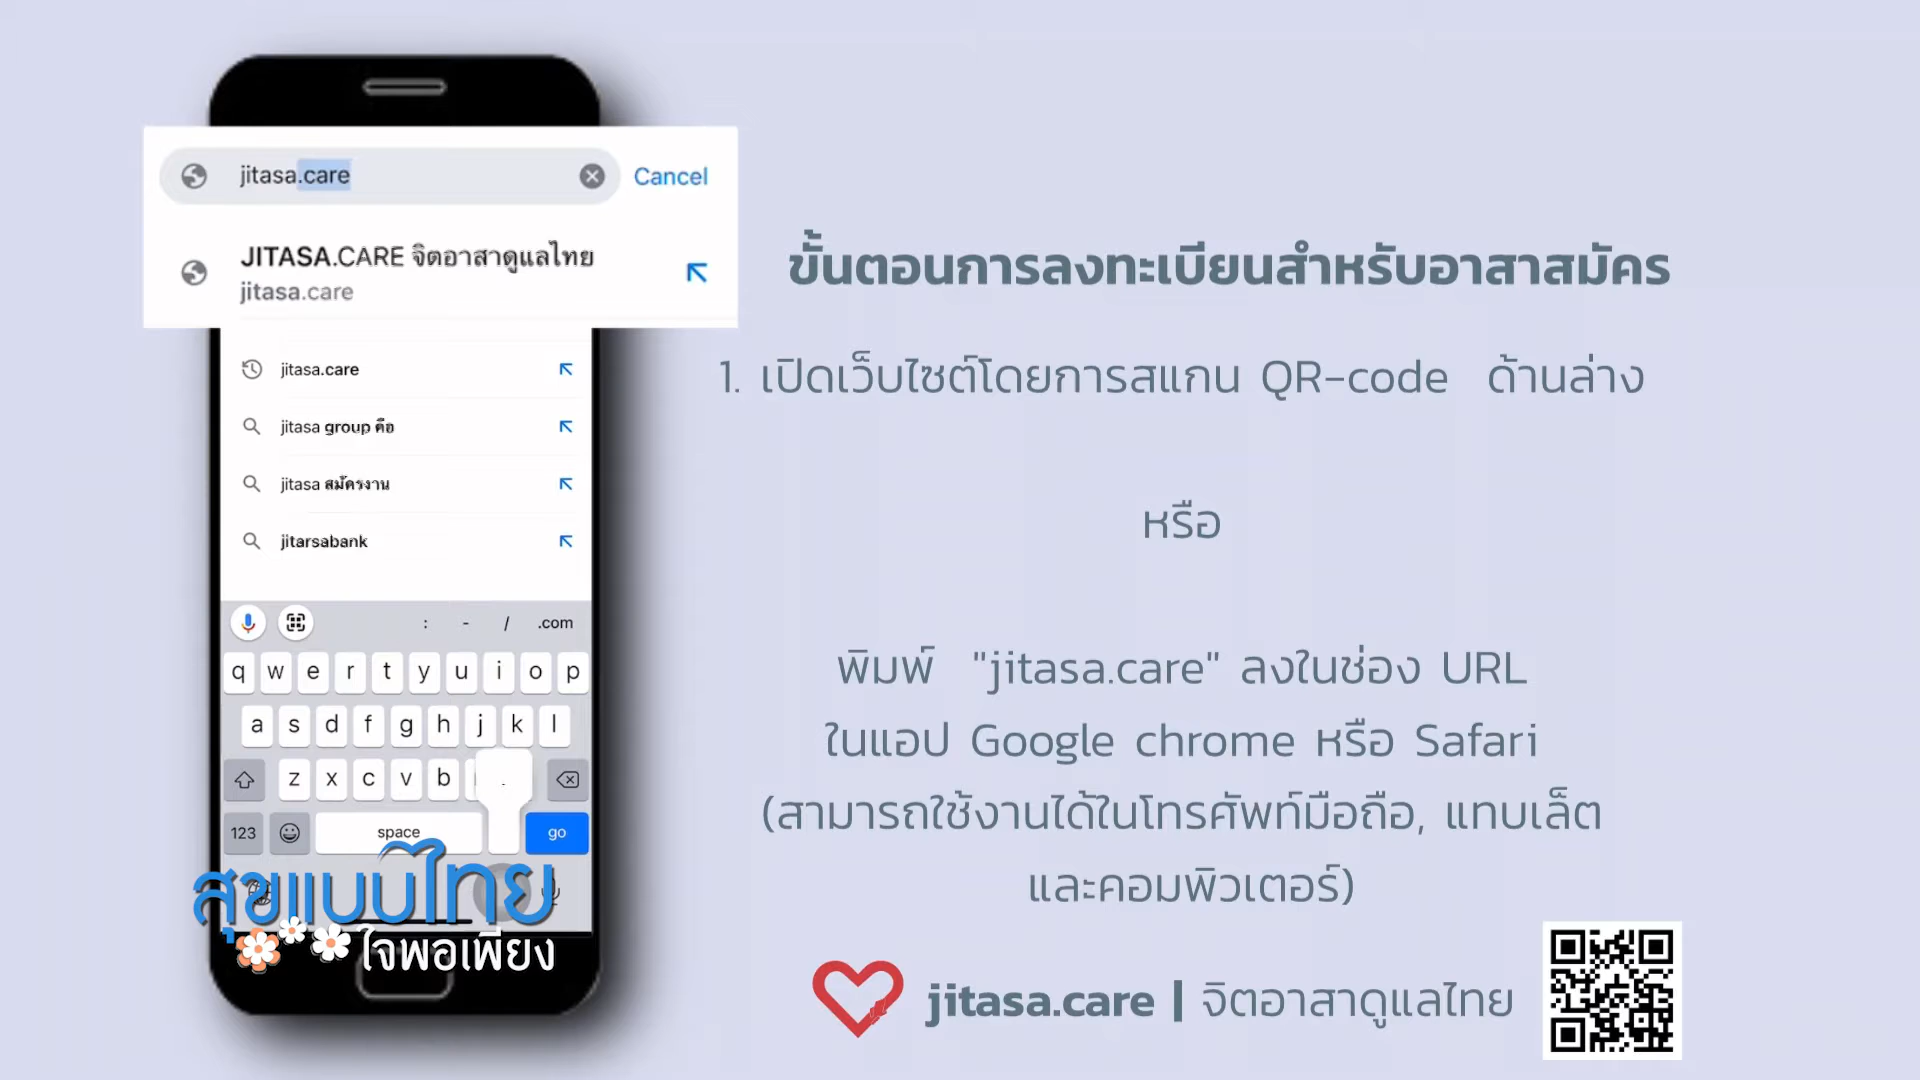 jitasa.care
Cancel
JITASA.CARE จิตอาสาดูแลไทย
jitasa.care
jitasa.care
jitasa group คือ
jitasa สมัครงาน
jitarsabank
: - / .com
q w e r t y u i o p
a s d f g h j k l
z x c v b .
123 space go
สุขแบบไทย
ใจพอเพียง
ขั้นตอนการลงทะเบียนสำหรับอาสาสมัคร
1. เปิดเว็บไซต์โดยการสแกน QR-code ด้านล่าง
หรือ
พิมพ์ "jitasa.care" ลงในช่อง URL
ในแอป Google chrome หรือ Safari
(สามารถใช้งานได้ในโทรศัพท์มือถือ, แทบเล็ต
และคอมพิวเตอร์)
jitasa.care | จิตอาสาดูแลไทย